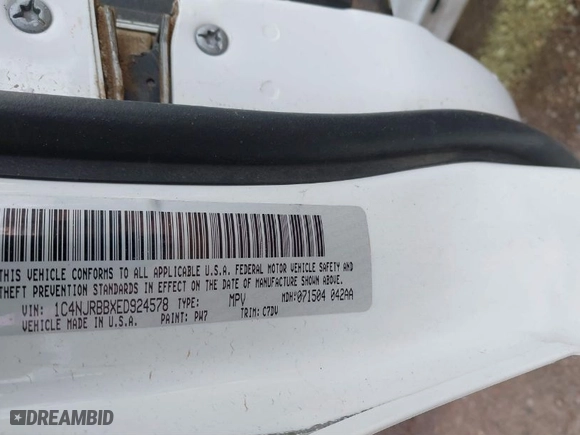 THIS VEHICLE CONFORMS TO ALL APPLICABLE U.S.A. FEDERAL MOTOR VEHICLE SAFETY AND
THEFT PREVENTION STANDARDS IN EFFECT ON THE DATE OF MANUFACTURE SHOWN ABOVE.
VIN: 1C4NJRBBXED924578 TYPE: MPV MDH:071504 042AA
VEHICLE MADE IN U.S.A. PAINT: PW7 TRIM: C7DV
DREAMBID